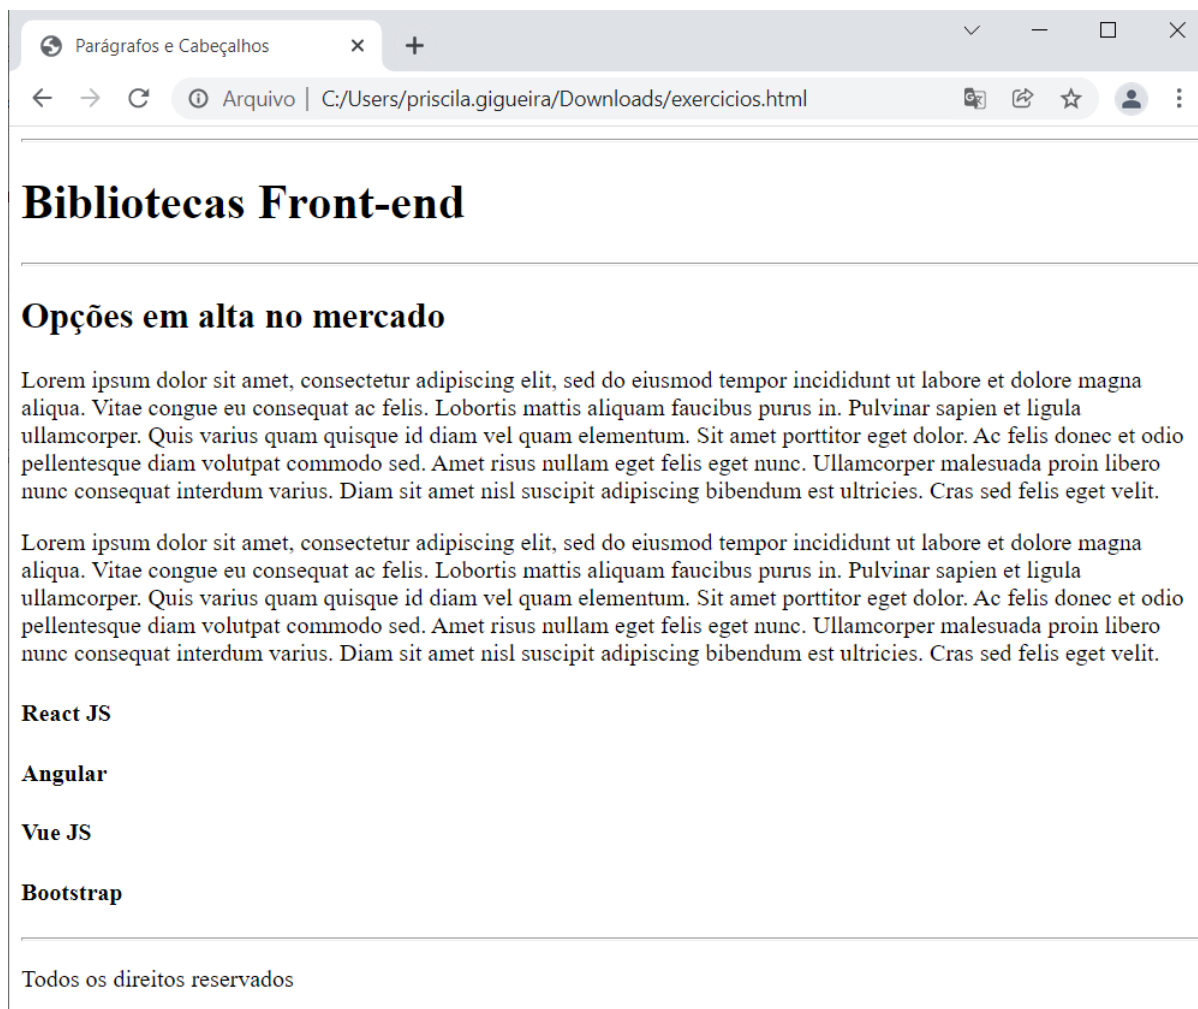 Parágrafos e Cabeçalhos
Arquivo | C:/Users/priscila.gigueira/Downloads/exercicios.html
Bibliotecas Front-end
Opções em alta no mercado
Lorem ipsum dolor sit amet, consectetur adipiscing elit, sed do eiusmod tempor incididunt ut labore et dolore magna
aliqua. Vitae congue eu consequat ac felis. Lobortis mattis aliquam faucibus purus in. Pulvinar sapien et ligula
ullamcorper. Quis varius quam quisque id diam vel quam elementum. Sit amet porttitor eget dolor. Ac felis donec et odio
pellentesque diam volutpat commodo sed. Amet risus nullam eget felis eget nunc. Ullamcorper malesuada proin libero
nunc consequat interdum varius. Diam sit amet nisl suscipit adipiscing bibendum est ultricies. Cras sed felis eget velit.
Lorem ipsum dolor sit amet, consectetur adipiscing elit, sed do eiusmod tempor incididunt ut labore et dolore magna
aliqua. Vitae congue eu consequat ac felis. Lobortis mattis aliquam faucibus purus in. Pulvinar sapien et ligula
ullamcorper. Quis varius quam quisque id diam vel quam elementum. Sit amet porttitor eget dolor. Ac felis donec et odio
pellentesque diam volutpat commodo sed. Amet risus nullam eget felis eget nunc. Ullamcorper malesuada proin libero
nunc consequat interdum varius. Diam sit amet nisl suscipit adipiscing bibendum est ultricies. Cras sed felis eget velit.
React JS
Angular
Vue JS
Bootstrap
Todos os direitos reservados